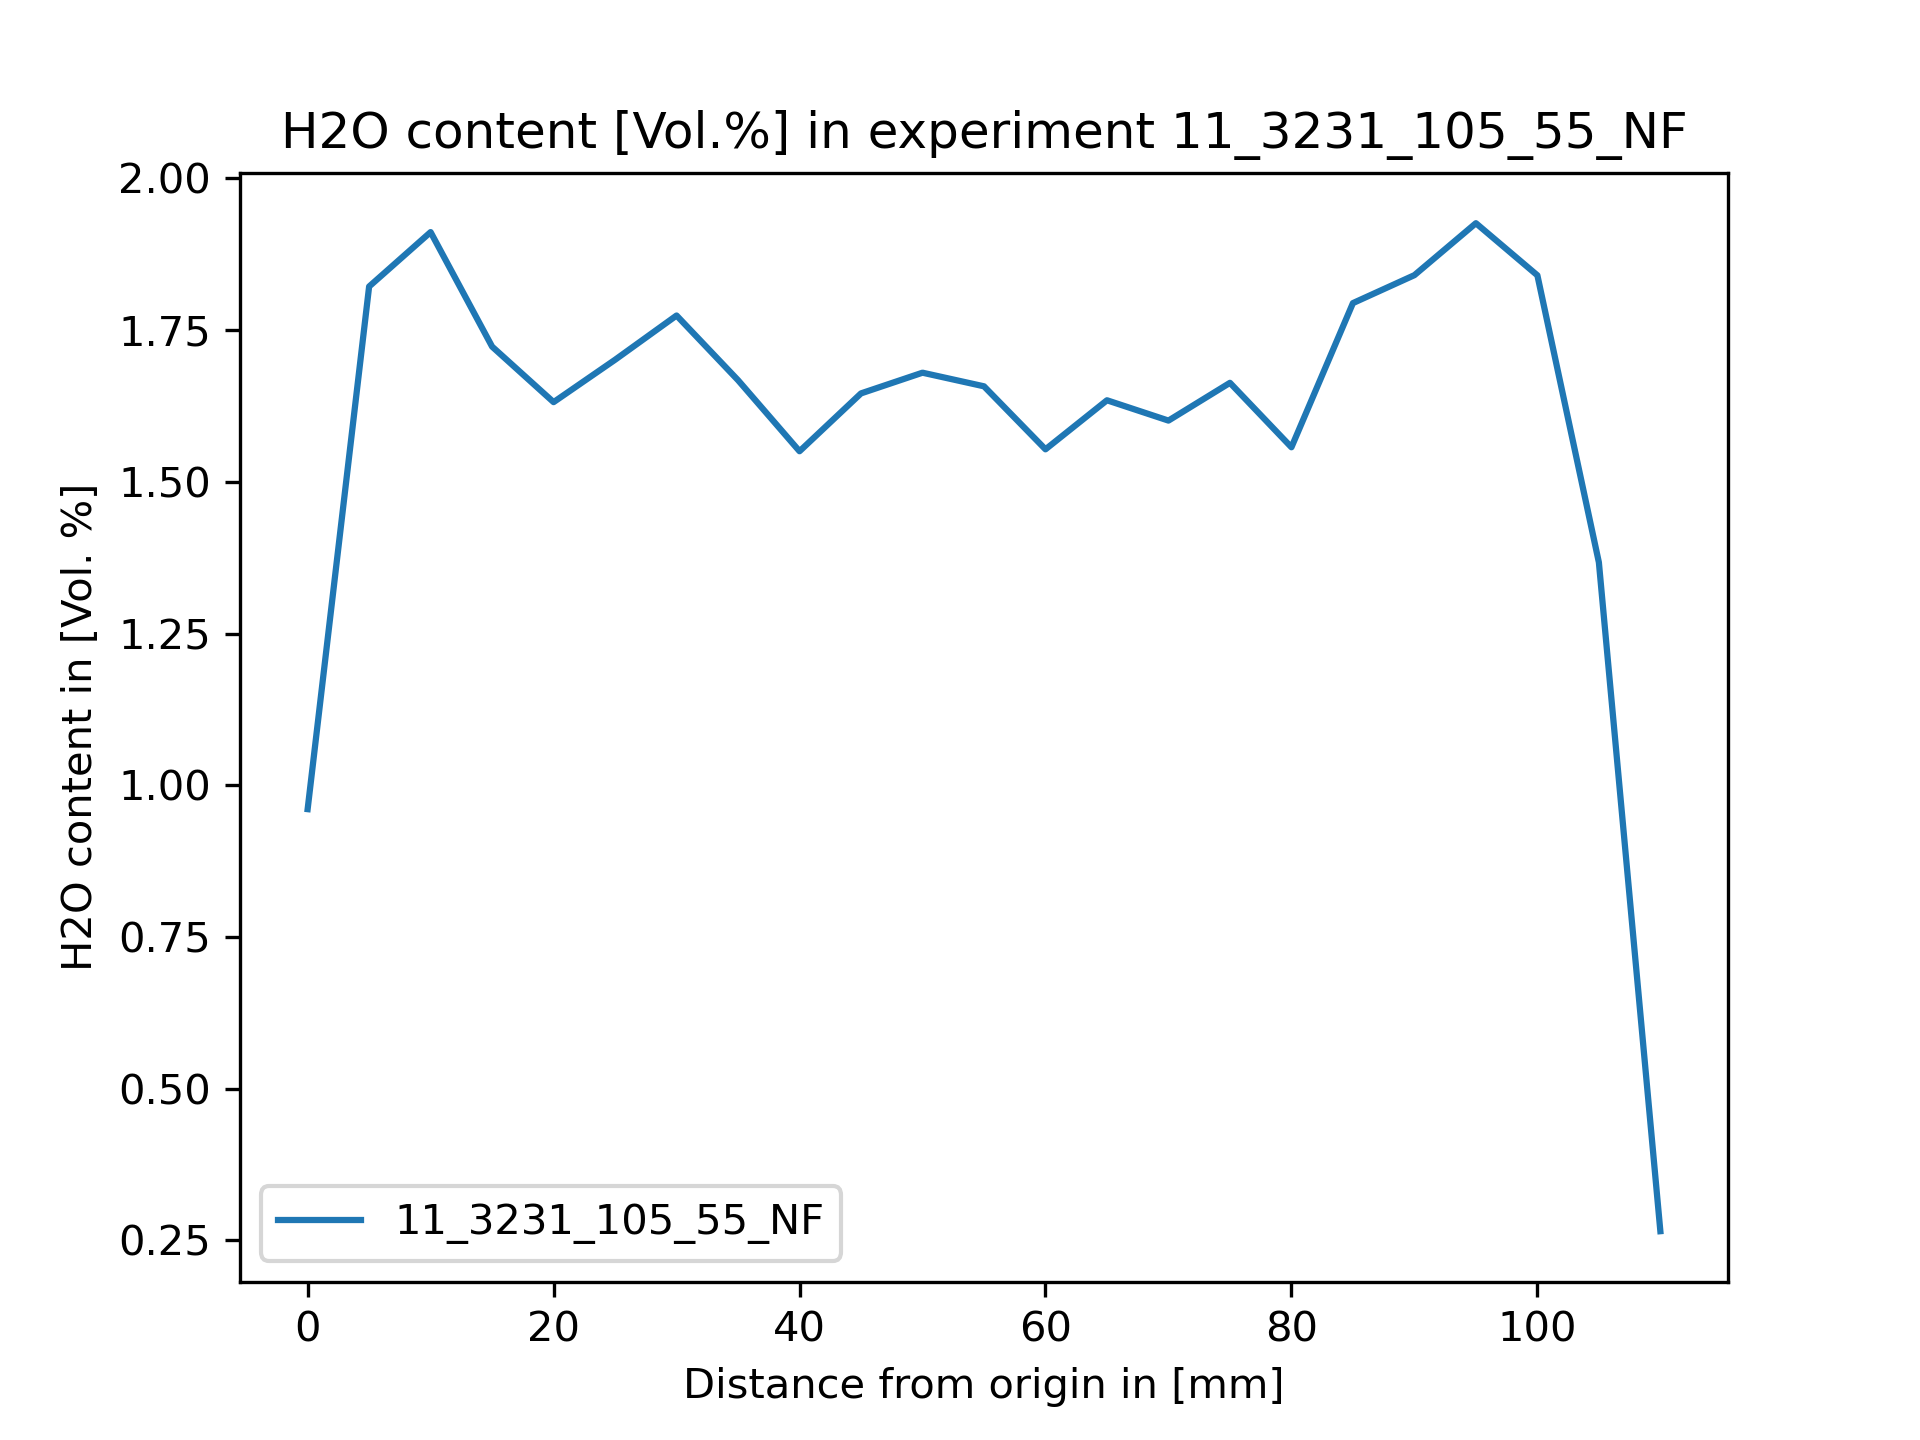 H2O content [Vol.%] in experiment 11_3231_105_55_NF
2.00
1.75
1.50
1.25
1.00
0.75
0.50
0.25
H2O content in [Vol. %]
11_3231_105_55_NF
0 20 40 60 80 100
Distance from origin in [mm]